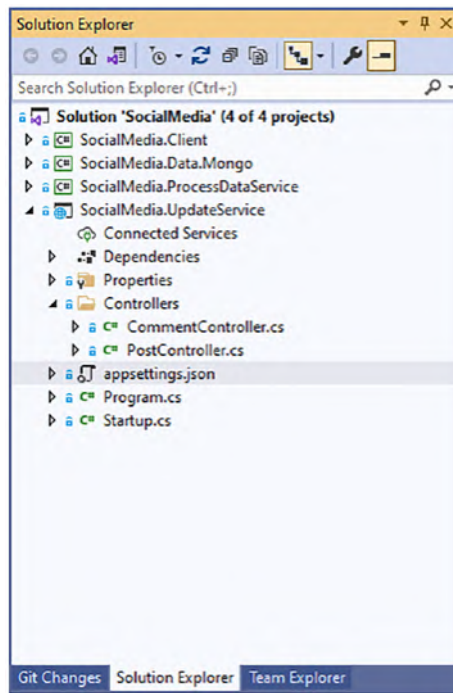 Solution Explorer
Search Solution Explorer (Ctrl+;)
Solution 'SocialMedia' (4 of 4 projects)
C# SocialMedia.Client
C# SocialMedia.Data.Mongo
C# SocialMedia.ProcessDataService
SocialMedia.UpdateService
Connected Services
Dependencies
Properties
Controllers
C# CommentController.cs
C# PostController.cs
appsettings.json
C# Program.cs
C# Startup.cs
Git Changes Solution Explorer Team Explorer